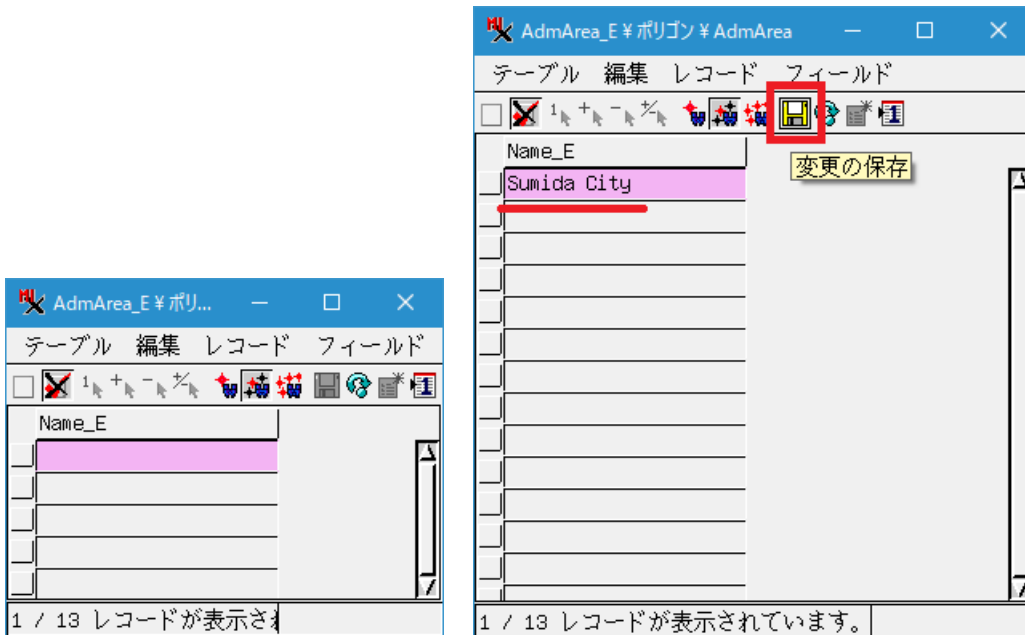 AdmArea_E¥ポリ...
テーブル 編集 レコード フィールド
Name_E
1 / 13 レコードが表示さ
AdmArea_E¥ポリゴン¥AdmArea
テーブル 編集 レコード フィールド
変更の保存
Name_E
Sumida City
1 / 13 レコードが表示されています。